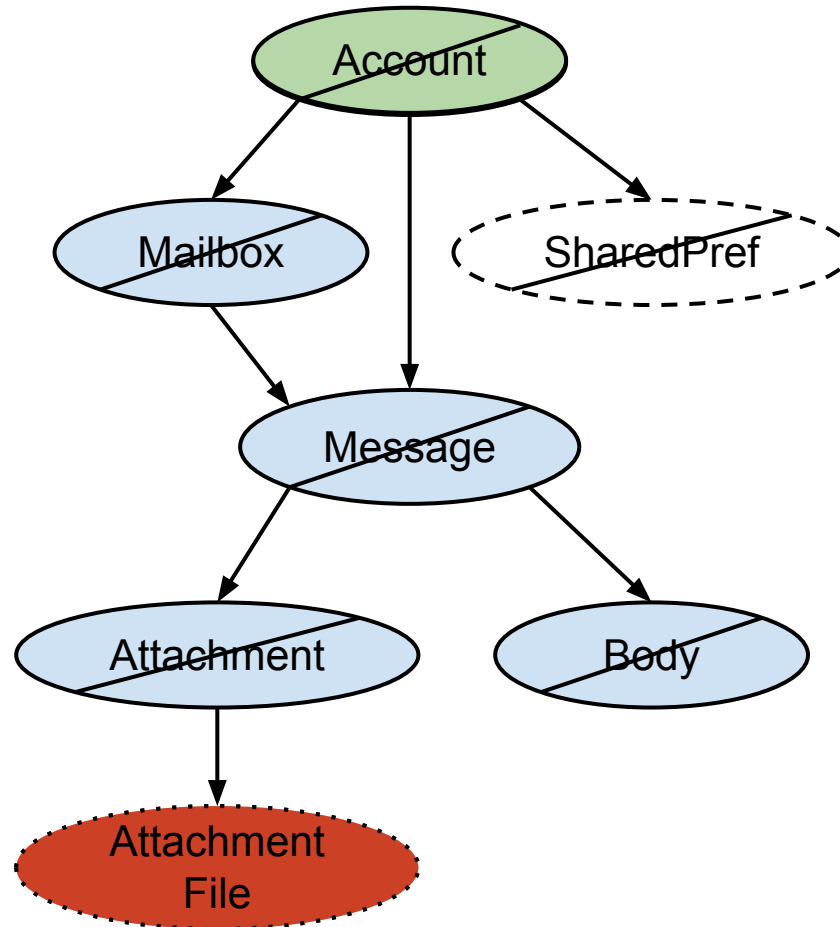 Account
Mailbox
SharedPref
Message
Attachment
Body
Attachment
File